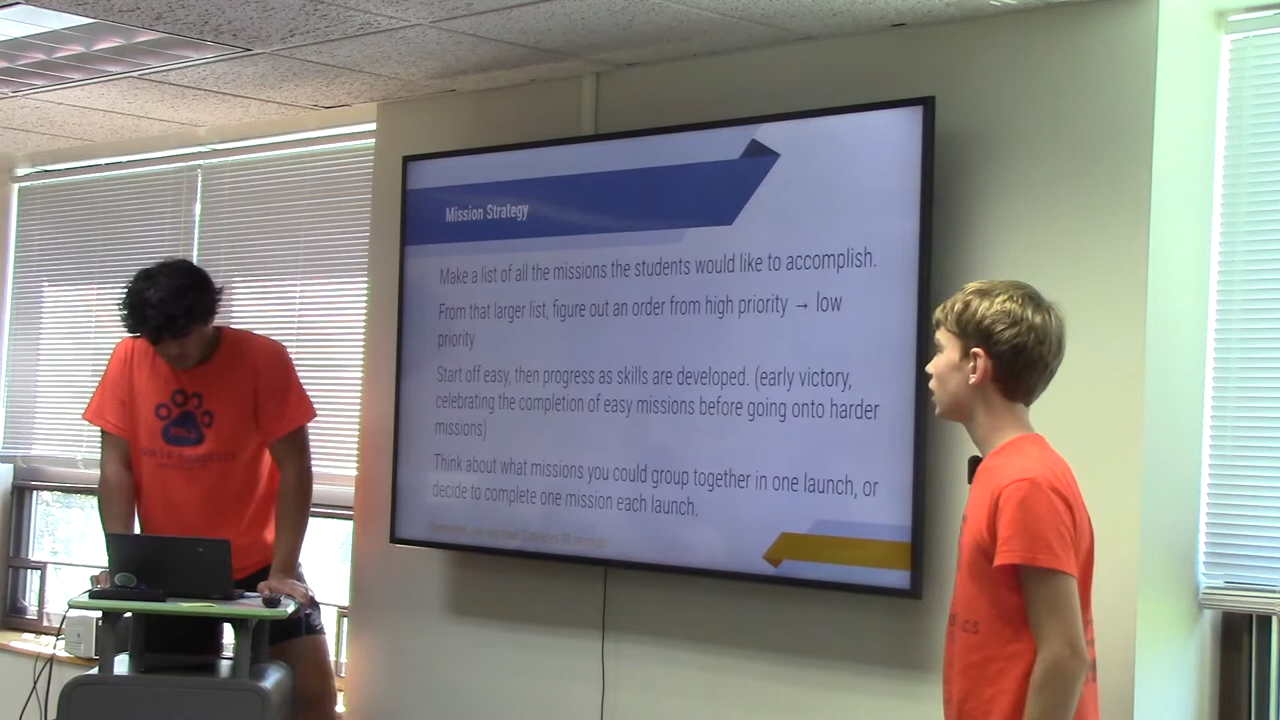 Mission Strategy
Make a list of all the missions the students would like to accomplish.
From that larger list, figure out an order from high priority → low
priority
Start off easy, then progress as skills are developed. (early victory,
celebrating the completion of easy missions before going onto harder
missions)
Think about what missions you could group together in one launch, or
decide to complete one mission each launch.